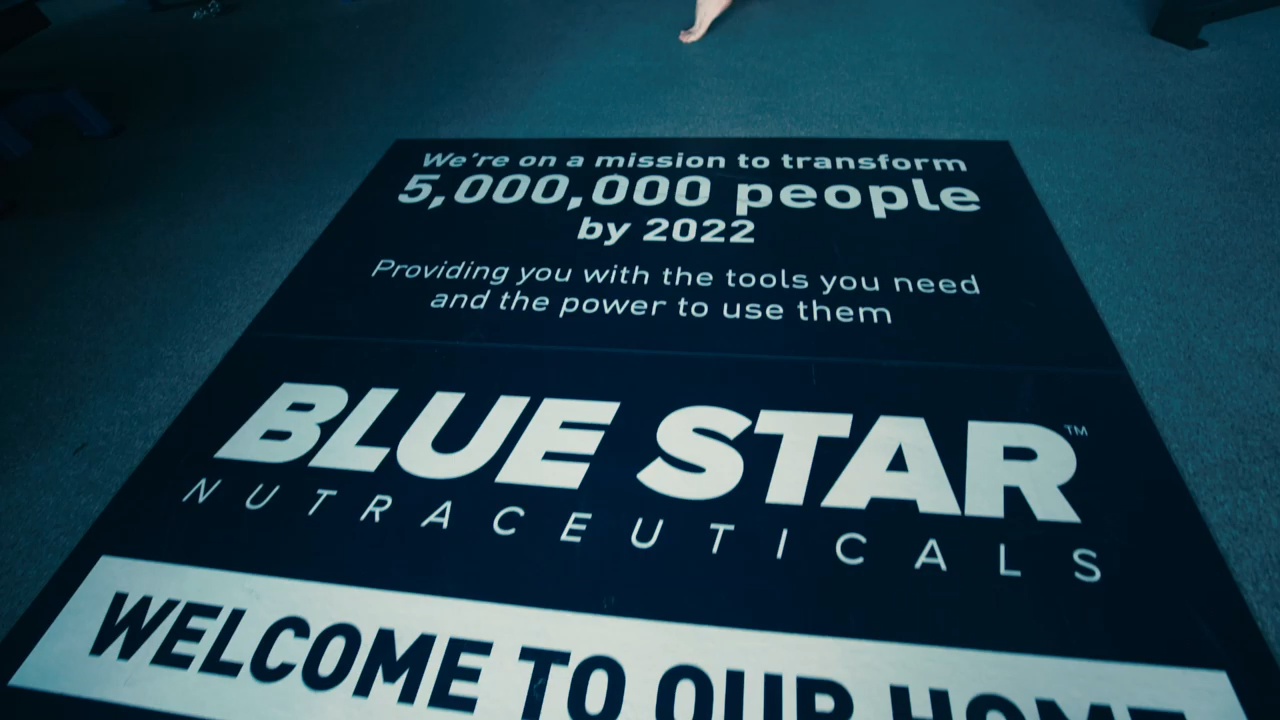 We're on a mission to transform
5,000,000 people
by 2022
Providing you with the tools you need
and the power to use them
BLUE STAR™
NUTRACEUTICALS
WELCOME TO OUR HOME